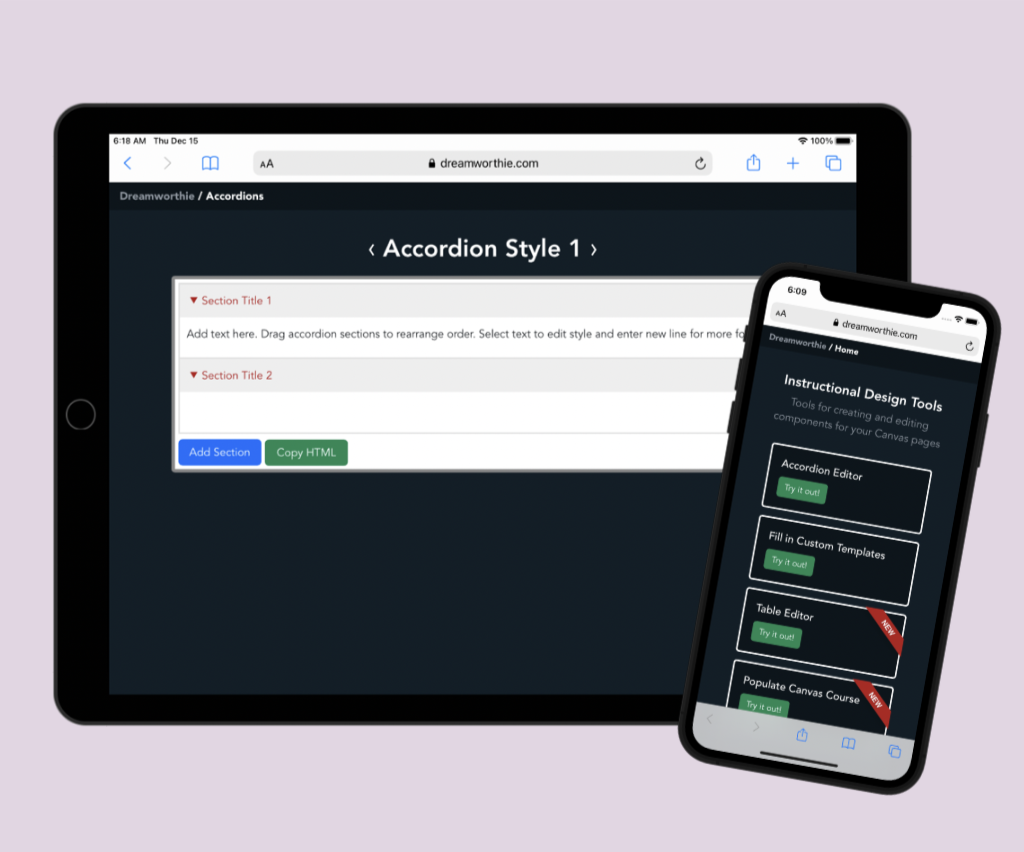 6:18 AM Thu Dec 15
100%
AA
dreamworthie.com
Dreamworthie / Accordions
‹ Accordion Style 1 ›
▼ Section Title 1
Add text here. Drag accordion sections to rearrange order. Select text to edit style and enter new line for more fo
▼ Section Title 2
Add Section
Copy HTML
6:09
AA
dreamworthie.com
Dreamworthie / Home
Instructional Design Tools
Tools for creating and editing
components for your Canvas pages
Accordion Editor
Try it out!
Fill in Custom Templates
Try it out!
Table Editor
NEW
Try it out!
Populate Canvas Course
NEW
Try it out!